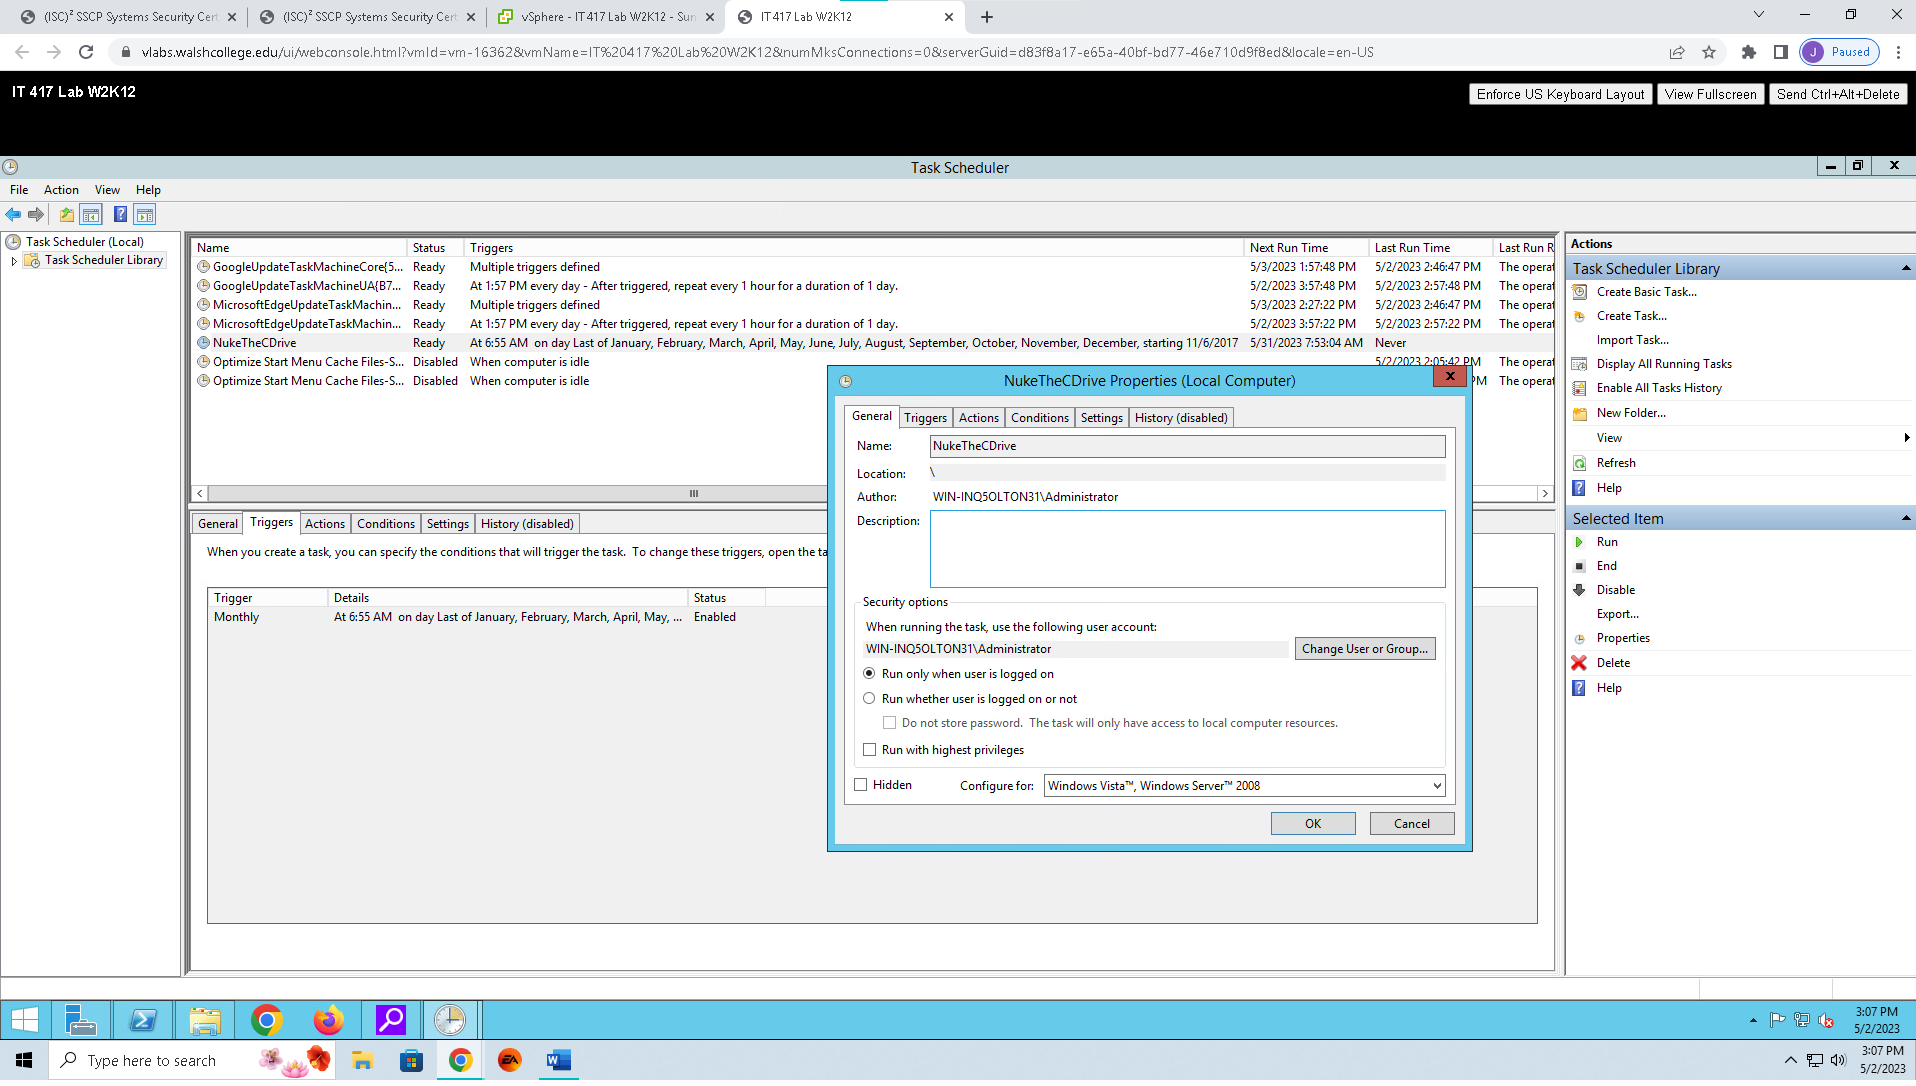 (ISC)² SSCP Systems Security Cert
(ISC)² SSCP Systems Security Cert
vSphere - IT 417 Lab W2K12 - Sum
IT 417 Lab W2K12
vlabs.walshcollege.edu/ui/webconsole.html?vmId=vm-16362&vmName=IT%20417%20Lab%20W2K12&numMksConnections=0&serverGuid=d83f8a17-e65a-40bf-bd77-46e710d9f8ed&locale=en-US
J Paused
IT 417 Lab W2K12
Enforce US Keyboard Layout
View Fullscreen
Send Ctrl+Alt+Delete
Task Scheduler
File Action View Help
Task Scheduler (Local)
Task Scheduler Library
Name Status Triggers Next Run Time Last Run Time Last Run R
GoogleUpdateTaskMachineCore{5... Ready Multiple triggers defined 5/3/2023 1:57:48 PM 5/2/2023 2:46:47 PM The operat
GoogleUpdateTaskMachineUA{B7... Ready At 1:57 PM every day - After triggered, repeat every 1 hour for a duration of 1 day. 5/2/2023 3:57:48 PM 5/2/2023 2:57:48 PM The operat
MicrosoftEdgeUpdateTaskMachin... Ready Multiple triggers defined 5/3/2023 2:27:22 PM 5/2/2023 2:46:47 PM The operat
MicrosoftEdgeUpdateTaskMachin... Ready At 1:57 PM every day - After triggered, repeat every 1 hour for a duration of 1 day. 5/2/2023 3:57:22 PM 5/2/2023 2:57:22 PM The operat
NukeTheCDrive Ready At 6:55 AM on day Last of January, February, March, April, May, June, July, August, September, October, November, December, starting 11/6/2017 5/31/2023 7:53:04 AM Never
Optimize Start Menu Cache Files-S... Disabled When computer is idle 5/2/2023 2:05:42 PM The operat
Optimize Start Menu Cache Files-S... Disabled When computer is idle PM The operat
General Triggers Actions Conditions Settings History (disabled)
When you create a task, you can specify the conditions that will trigger the task. To change these triggers, open the ta
Trigger Details Status
Monthly At 6:55 AM on day Last of January, February, March, April, May, ... Enabled
NukeTheCDrive Properties (Local Computer)
General Triggers Actions Conditions Settings History (disabled)
Name: NukeTheCDrive
Location: \
Author: WIN-INQ5OLTON31\Administrator
Description:
Security options
When running the task, use the following user account:
WIN-INQ5OLTON31\Administrator
Change User or Group...
Run only when user is logged on
Run whether user is logged on or not
Do not store password. The task will only have access to local computer resources.
Run with highest privileges
Hidden Configure for: Windows Vista™, Windows Server™ 2008
OK Cancel
Actions
Task Scheduler Library
Create Basic Task...
Create Task...
Import Task...
Display All Running Tasks
Enable All Tasks History
New Folder...
View
Refresh
Help
Selected Item
Run
End
Disable
Export...
Properties
Delete
Help
3:07 PM
5/2/2023
Type here to search
EA
W
3:07 PM
5/2/2023